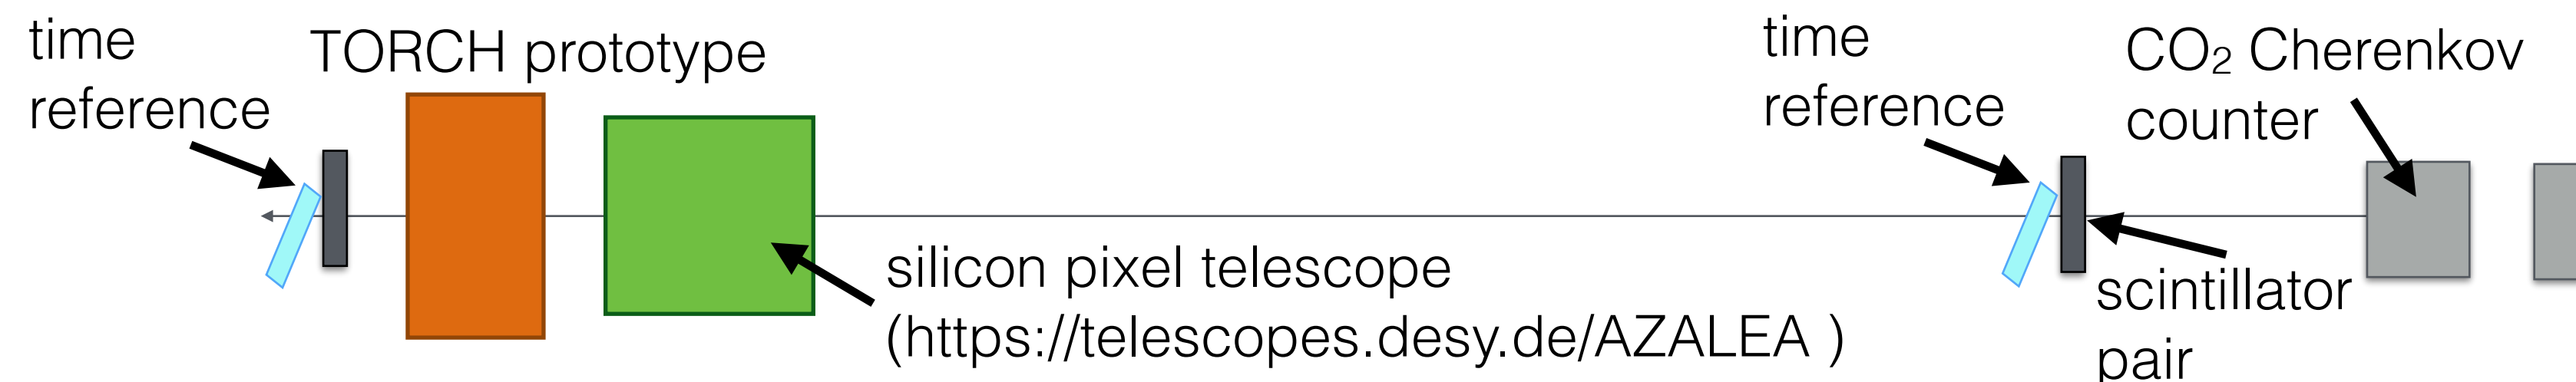 time
reference
TORCH prototype
silicon pixel telescope
(https://telescopes.desy.de/AZALEA )
time
reference
CO₂ Cherenkov
counter
scintillator
pair